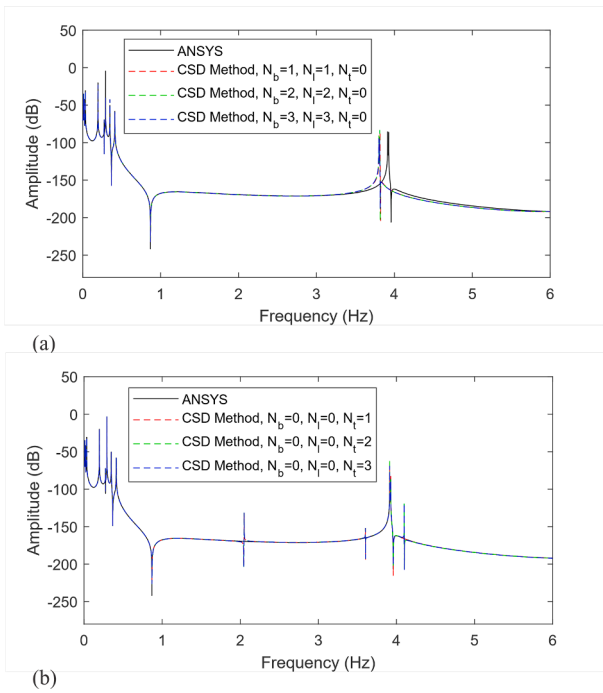 50
0
-50
-100
-150
-200
-250
Amplitude (dB)
ANSYS
CSD Method, N_b=1, N_l=1, N_t=0
CSD Method, N_b=2, N_l=2, N_t=0
CSD Method, N_b=3, N_l=3, N_t=0
0 1 2 3 4 5 6
Frequency (Hz)
(a)
50
0
-50
-100
-150
-200
-250
Amplitude (dB)
ANSYS
CSD Method, N_b=0, N_l=0, N_t=1
CSD Method, N_b=0, N_l=0, N_t=2
CSD Method, N_b=0, N_l=0, N_t=3
0 1 2 3 4 5 6
Frequency (Hz)
(b)